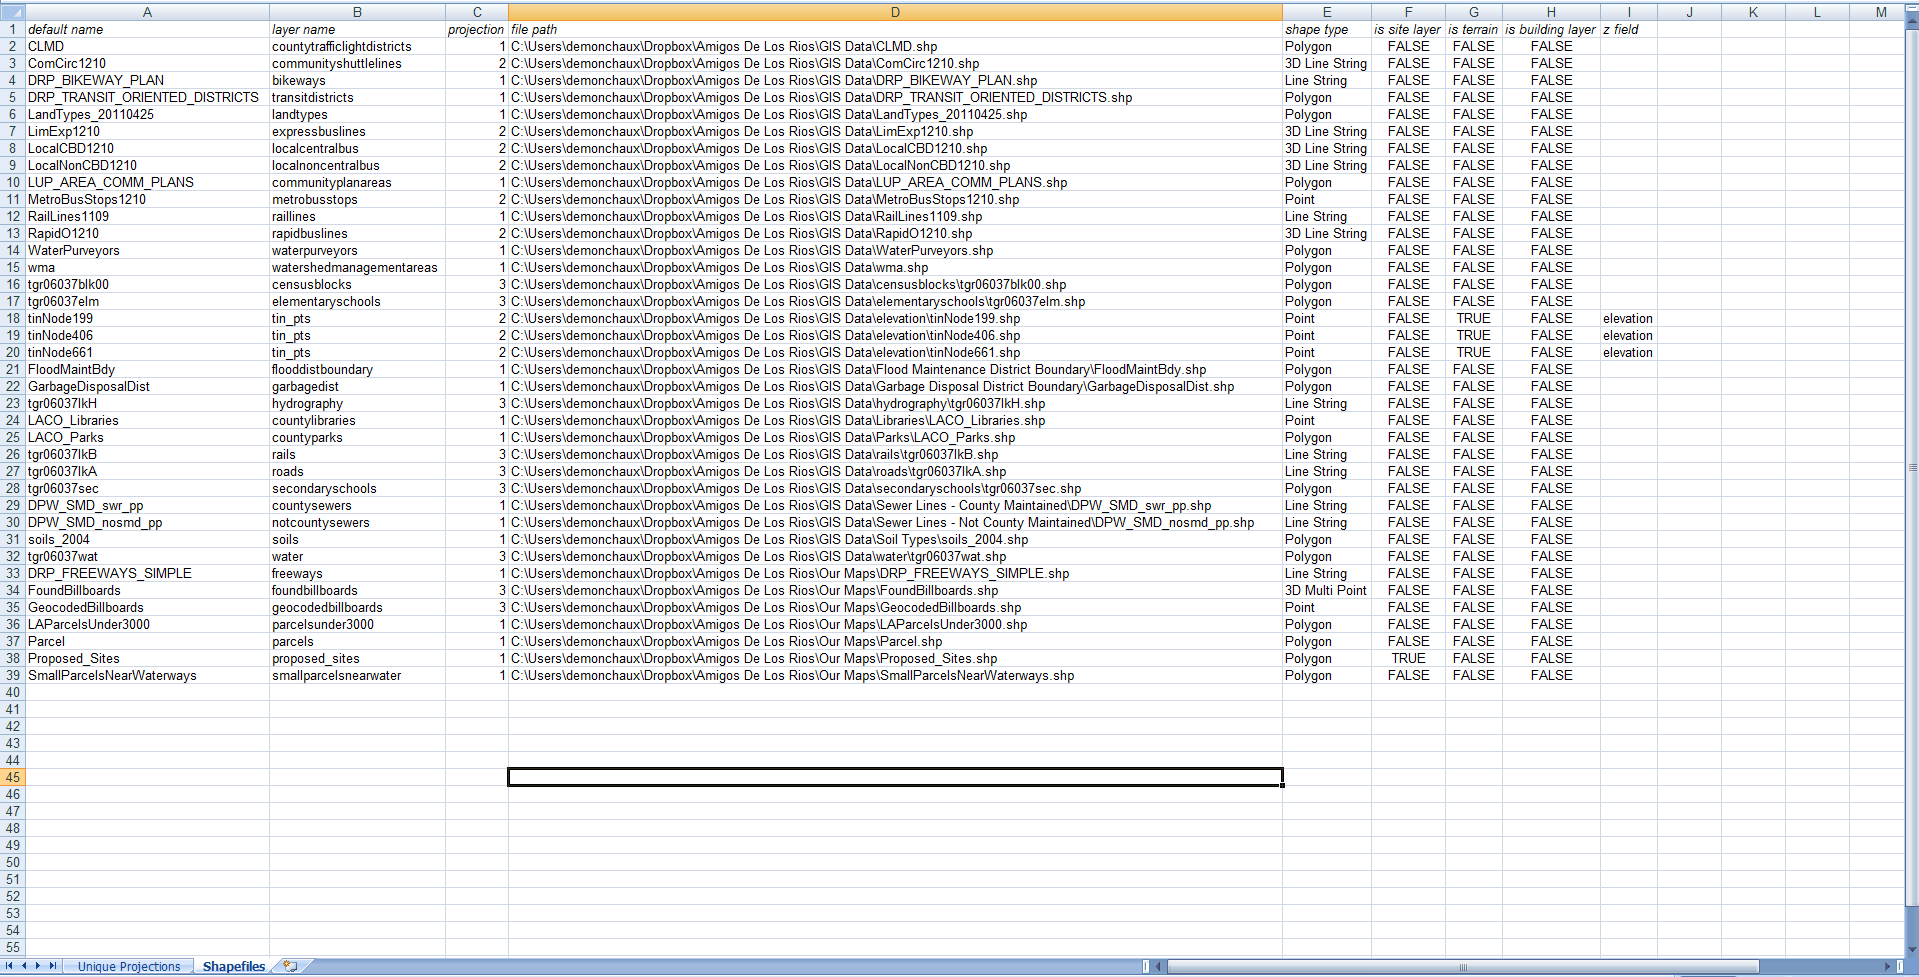 A B C D E F G H I J K L M
1 default name layer name projection file path shape type is site layer is terrain is building layer z field
2 CLMD countytrafficlightdistricts 1 C:\Users\demonchaux\Dropbox\Amigos De Los Rios\GIS Data\CLMD.shp Polygon FALSE FALSE FALSE
3 ComCirc1210 communityshuttlelines 2 C:\Users\demonchaux\Dropbox\Amigos De Los Rios\GIS Data\ComCirc1210.shp 3D Line String FALSE FALSE FALSE
4 DRP_BIKEWAY_PLAN bikeways 1 C:\Users\demonchaux\Dropbox\Amigos De Los Rios\GIS Data\DRP_BIKEWAY_PLAN.shp Line String FALSE FALSE FALSE
5 DRP_TRANSIT_ORIENTED_DISTRICTS transitdistricts 1 C:\Users\demonchaux\Dropbox\Amigos De Los Rios\GIS Data\DRP_TRANSIT_ORIENTED_DISTRICTS.shp Polygon FALSE FALSE FALSE
6 LandTypes_20110425 landtypes 1 C:\Users\demonchaux\Dropbox\Amigos De Los Rios\GIS Data\LandTypes_20110425.shp Polygon FALSE FALSE FALSE
7 LimExp1210 expressbuslines 2 C:\Users\demonchaux\Dropbox\Amigos De Los Rios\GIS Data\LimExp1210.shp 3D Line String FALSE FALSE FALSE
8 LocalCBD1210 localcentralbus 2 C:\Users\demonchaux\Dropbox\Amigos De Los Rios\GIS Data\LocalCBD1210.shp 3D Line String FALSE FALSE FALSE
9 LocalNonCBD1210 localnoncentralbus 2 C:\Users\demonchaux\Dropbox\Amigos De Los Rios\GIS Data\LocalNonCBD1210.shp 3D Line String FALSE FALSE FALSE
10 LUP_AREA_COMM_PLANS communityplanareas 1 C:\Users\demonchaux\Dropbox\Amigos De Los Rios\GIS Data\LUP_AREA_COMM_PLANS.shp Polygon FALSE FALSE FALSE
11 MetroBusStops1210 metrobusstops 2 C:\Users\demonchaux\Dropbox\Amigos De Los Rios\GIS Data\MetroBusStops1210.shp Point FALSE FALSE FALSE
12 RailLines1109 raillines 1 C:\Users\demonchaux\Dropbox\Amigos De Los Rios\GIS Data\RailLines1109.shp Line String FALSE FALSE FALSE
13 RapidO1210 rapidbuslines 2 C:\Users\demonchaux\Dropbox\Amigos De Los Rios\GIS Data\RapidO1210.shp 3D Line String FALSE FALSE FALSE
14 WaterPurveyors waterpurveyors 1 C:\Users\demonchaux\Dropbox\Amigos De Los Rios\GIS Data\WaterPurveyors.shp Polygon FALSE FALSE FALSE
15 wma watershedmanagementareas 1 C:\Users\demonchaux\Dropbox\Amigos De Los Rios\GIS Data\wma.shp Polygon FALSE FALSE FALSE
16 tgr06037blk00 censusblocks 3 C:\Users\demonchaux\Dropbox\Amigos De Los Rios\GIS Data\censusblocks\tgr06037blk00.shp Polygon FALSE FALSE FALSE
17 tgr06037elm elementaryschools 3 C:\Users\demonchaux\Dropbox\Amigos De Los Rios\GIS Data\elementaryschools\tgr06037elm.shp Polygon FALSE FALSE FALSE
18 tinNode199 tin_pts 2 C:\Users\demonchaux\Dropbox\Amigos De Los Rios\GIS Data\elevation\tinNode199.shp Point FALSE TRUE FALSE elevation
19 tinNode406 tin_pts 2 C:\Users\demonchaux\Dropbox\Amigos De Los Rios\GIS Data\elevation\tinNode406.shp Point FALSE TRUE FALSE elevation
20 tinNode661 tin_pts 2 C:\Users\demonchaux\Dropbox\Amigos De Los Rios\GIS Data\elevation\tinNode661.shp Point FALSE TRUE FALSE elevation
21 FloodMaintBdy flooddistboundary 1 C:\Users\demonchaux\Dropbox\Amigos De Los Rios\GIS Data\Flood Maintenance District Boundary\FloodMaintBdy.shp Polygon FALSE FALSE FALSE
22 GarbageDisposalDist garbagedist 1 C:\Users\demonchaux\Dropbox\Amigos De Los Rios\GIS Data\Garbage Disposal District Boundary\GarbageDisposalDist.shp Polygon FALSE FALSE FALSE
23 tgr06037lkH hydrography 3 C:\Users\demonchaux\Dropbox\Amigos De Los Rios\GIS Data\hydrography\tgr06037lkH.shp Line String FALSE FALSE FALSE
24 LACO_Libraries countylibraries 1 C:\Users\demonchaux\Dropbox\Amigos De Los Rios\GIS Data\Libraries\LACO_Libraries.shp Point FALSE FALSE FALSE
25 LACO_Parks countyparks 1 C:\Users\demonchaux\Dropbox\Amigos De Los Rios\GIS Data\Parks\LACO_Parks.shp Polygon FALSE FALSE FALSE
26 tgr06037lkB rails 3 C:\Users\demonchaux\Dropbox\Amigos De Los Rios\GIS Data\rails\tgr06037lkB.shp Line String FALSE FALSE FALSE
27 tgr06037lkA roads 3 C:\Users\demonchaux\Dropbox\Amigos De Los Rios\GIS Data\roads\tgr06037lkA.shp Line String FALSE FALSE FALSE
28 tgr06037sec secondaryschools 3 C:\Users\demonchaux\Dropbox\Amigos De Los Rios\GIS Data\secondaryschools\tgr06037sec.shp Polygon FALSE FALSE FALSE
29 DPW_SMD_swr_pp countysewers 1 C:\Users\demonchaux\Dropbox\Amigos De Los Rios\GIS Data\Sewer Lines - County Maintained\DPW_SMD_swr_pp.shp Line String FALSE FALSE FALSE
30 DPW_SMD_nosmd_pp notcountysewers 1 C:\Users\demonchaux\Dropbox\Amigos De Los Rios\GIS Data\Sewer Lines - Not County Maintained\DPW_SMD_nosmd_pp.shp Line String FALSE FALSE FALSE
31 soils_2004 soils 1 C:\Users\demonchaux\Dropbox\Amigos De Los Rios\GIS Data\Soil Types\soils_2004.shp Polygon FALSE FALSE FALSE
32 tgr06037wat water 3 C:\Users\demonchaux\Dropbox\Amigos De Los Rios\GIS Data\water\tgr06037wat.shp Polygon FALSE FALSE FALSE
33 DRP_FREEWAYS_SIMPLE freeways 1 C:\Users\demonchaux\Dropbox\Amigos De Los Rios\Our Maps\DRP_FREEWAYS_SIMPLE.shp Line String FALSE FALSE FALSE
34 FoundBillboards foundbillboards 3 C:\Users\demonchaux\Dropbox\Amigos De Los Rios\Our Maps\FoundBillboards.shp 3D Multi Point FALSE FALSE FALSE
35 GeocodedBillboards geocodedbillboards 3 C:\Users\demonchaux\Dropbox\Amigos De Los Rios\Our Maps\GeocodedBillboards.shp Point FALSE FALSE FALSE
36 LAParcelsUnder3000 parcelsunder3000 1 C:\Users\demonchaux\Dropbox\Amigos De Los Rios\Our Maps\LAParcelsUnder3000.shp Polygon FALSE FALSE FALSE
37 Parcel parcels 1 C:\Users\demonchaux\Dropbox\Amigos De Los Rios\Our Maps\Parcel.shp Polygon FALSE FALSE FALSE
38 Proposed_Sites proposed_sites 1 C:\Users\demonchaux\Dropbox\Amigos De Los Rios\Our Maps\Proposed_Sites.shp Polygon TRUE FALSE FALSE
39 SmallParcelsNearWaterways smallparcelsnearwater 1 C:\Users\demonchaux\Dropbox\Amigos De Los Rios\Our Maps\SmallParcelsNearWaterways.shp Polygon FALSE FALSE FALSE
40
41
42
43
44
45
46
47
48
49
50
51
52
53
54
55
Unique Projections Shapefiles